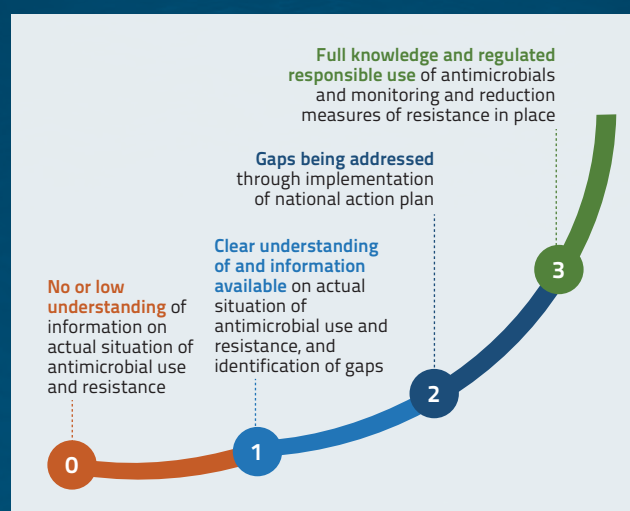 Full knowledge and regulated
responsible use of antimicrobials
and monitoring and reduction
measures of resistance in place
Gaps being addressed
through implementation
of national action plan
Clear understanding
of and information
available on actual
situation of
antimicrobial use and
resistance, and
identification of gaps
No or low
understanding of
information on
actual situation of
antimicrobial use
and resistance
3
2
1
0